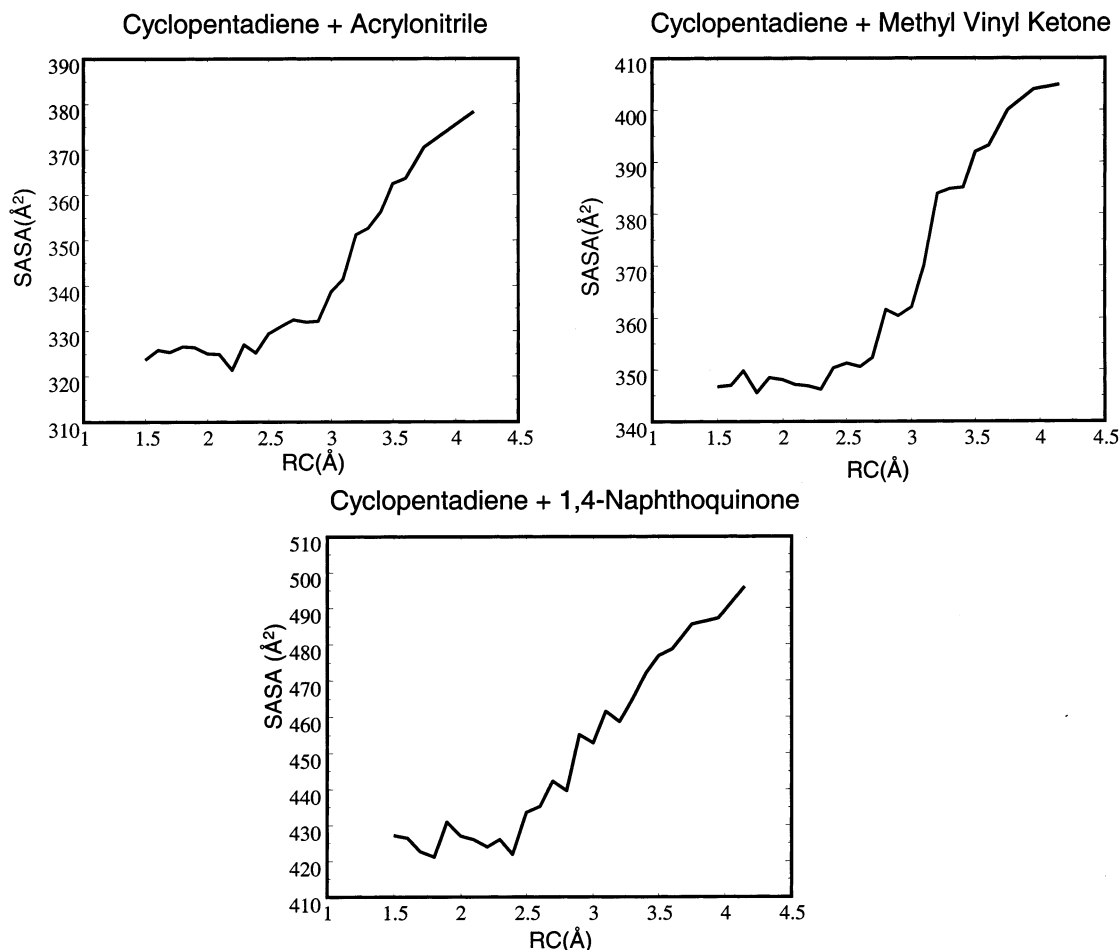 Cyclopentadiene + Acrylonitrile
390
380
370
360
350
340
330
320
310
SASA(Å²)
1 1.5 2 2.5 3 3.5 4 4.5
RC(Å)
Cyclopentadiene + Methyl Vinyl Ketone
410
400
390
380
370
360
350
340
SASA(Å²)
1 1.5 2 2.5 3 3.5 4 4.5
RC(Å)
Cyclopentadiene + 1,4-Naphthoquinone
510
500
490
480
470
460
450
440
430
420
410
SASA (Å²)
1 1.5 2 2.5 3 3.5 4 4.5
RC(Å)